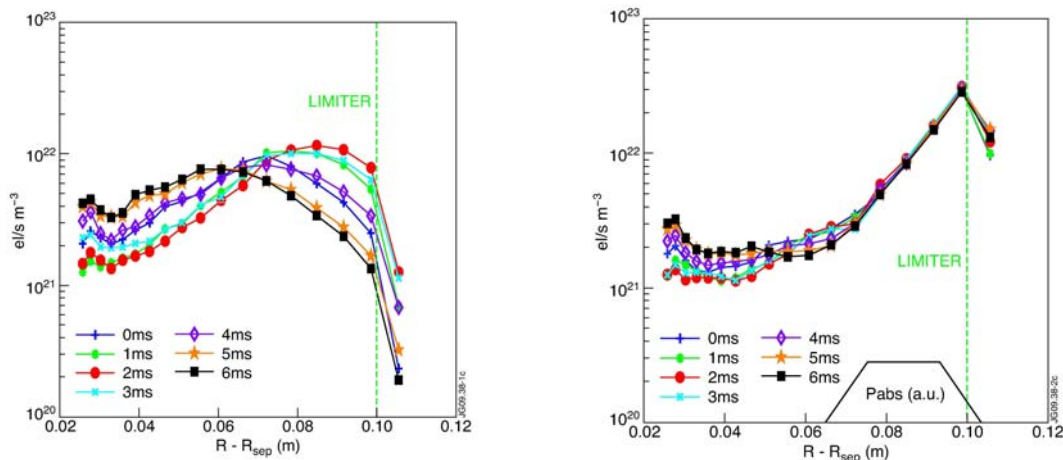 10^23
10^22
10^21
10^20
el/s m^-3
LIMITER
0ms
1ms
2ms
3ms
4ms
5ms
6ms
0.02 0.04 0.06 0.08 0.10 0.12
R - R_sep (m)
JG09.38-1c
10^23
10^22
10^21
10^20
el/s m^-3
LIMITER
0ms
1ms
2ms
3ms
4ms
5ms
6ms
Pabs (a.u.)
0.02 0.04 0.06 0.08 0.10 0.12
R - R_sep (m)
JG09.38-2c